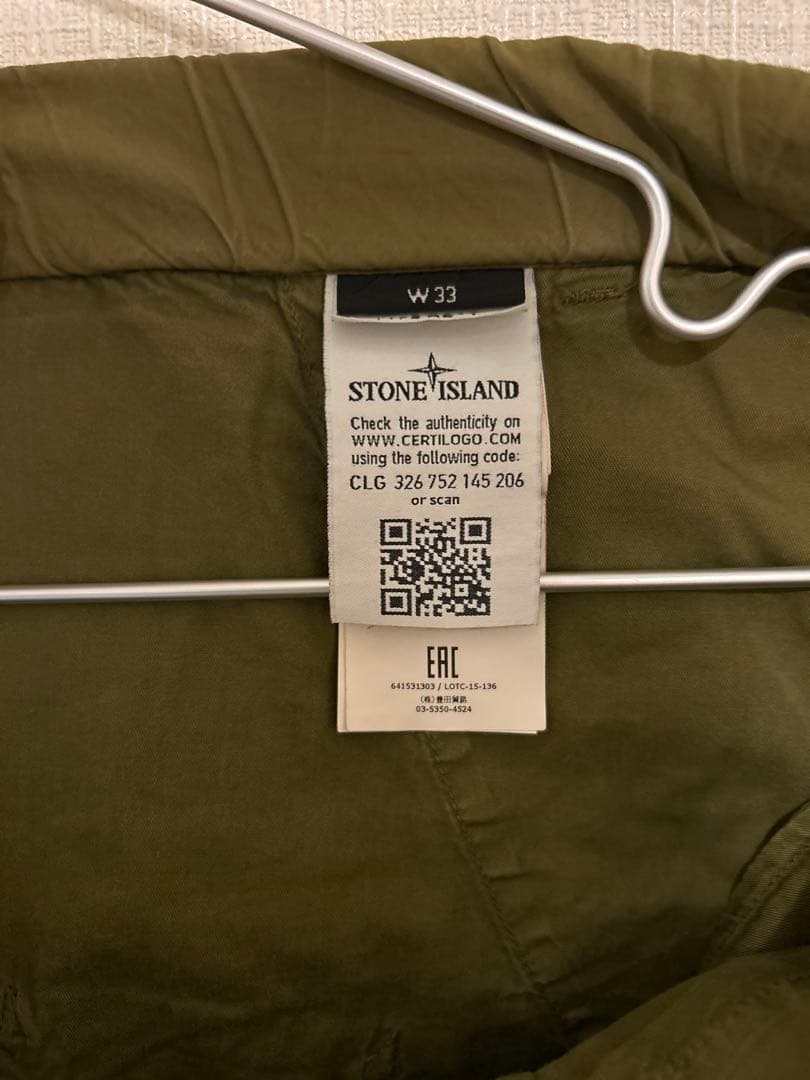 W 33
STONE ISLAND
Check the authenticity on
WWW.CERTILOGO.COM
using the following code:
CLG 326 752 145 206
or scan
EAC
641531303 / LOTC-15-136
(株)豊田貿易
03-5350-4524